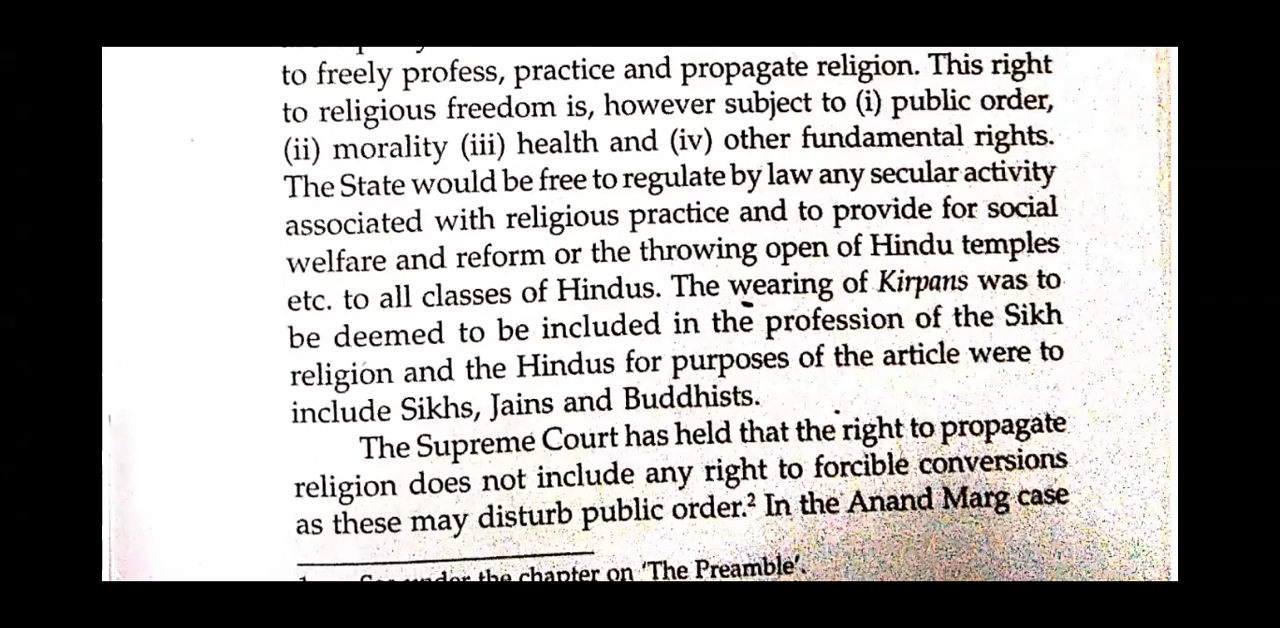 to freely profess, practice and propagate religion. This right
to religious freedom is, however subject to (i) public order,
(ii) morality (iii) health and (iv) other fundamental rights.
The State would be free to regulate by law any secular activity
associated with religious practice and to provide for social
welfare and reform or the throwing open of Hindu temples
etc. to all classes of Hindus. The wearing of Kirpans was to
be deemed to be included in the profession of the Sikh
religion and the Hindus for purposes of the article were to
include Sikhs, Jains and Buddhists.
The Supreme Court has held that the right to propagate
religion does not include any right to forcible conversions
as these may disturb public order.² In the Anand Marg case
the chapter on 'The Preamble'.